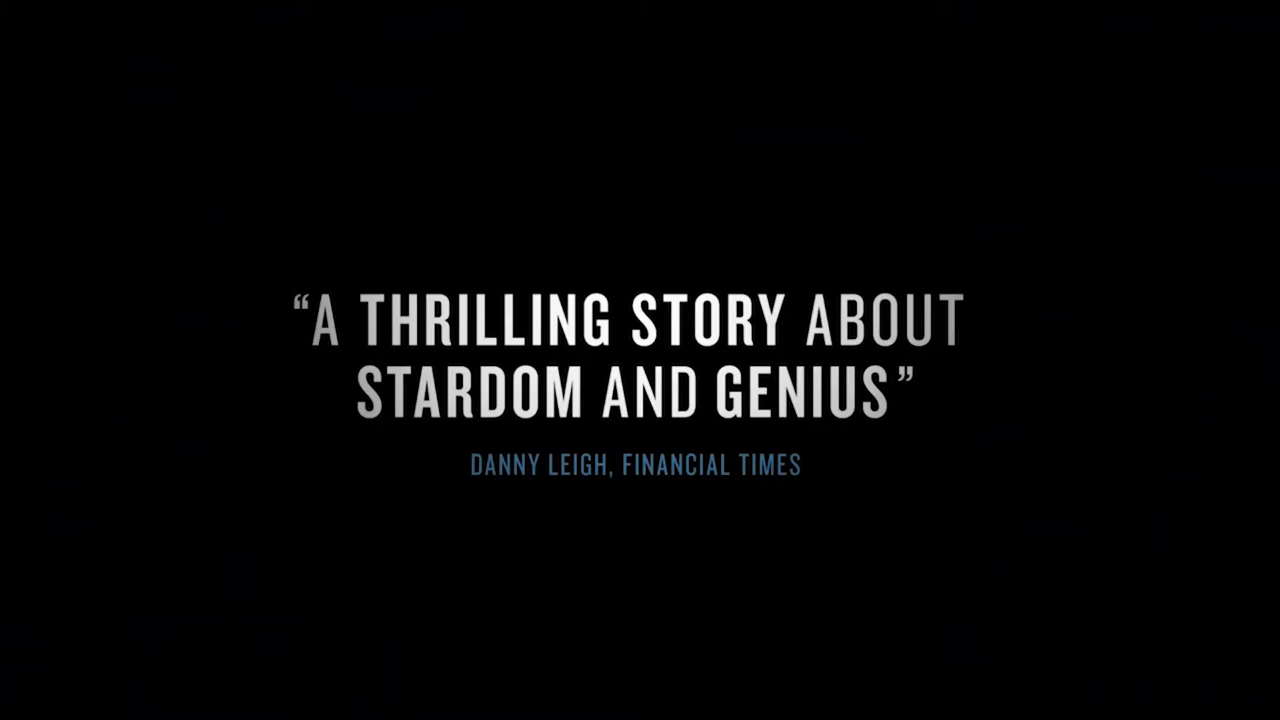 “A THRILLING STORY ABOUT
STARDOM AND GENIUS”
DANNY LEIGH, FINANCIAL TIMES